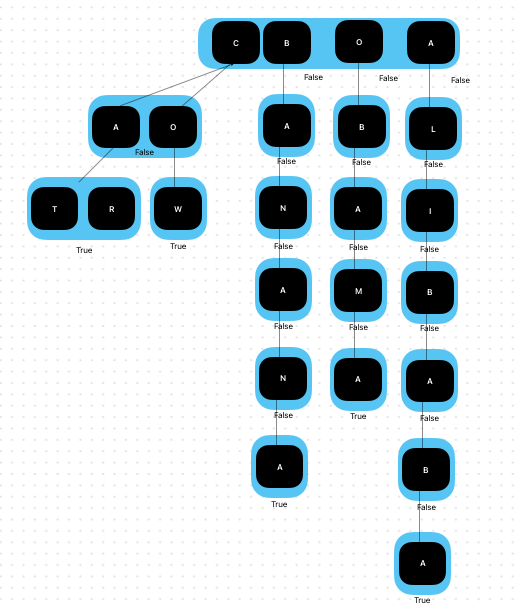 C B O A
False False False
A O A B L
False False False False
T R W N A I
True True False False False
A M B
False False False
N A A
False True False
A B
True False
A
True